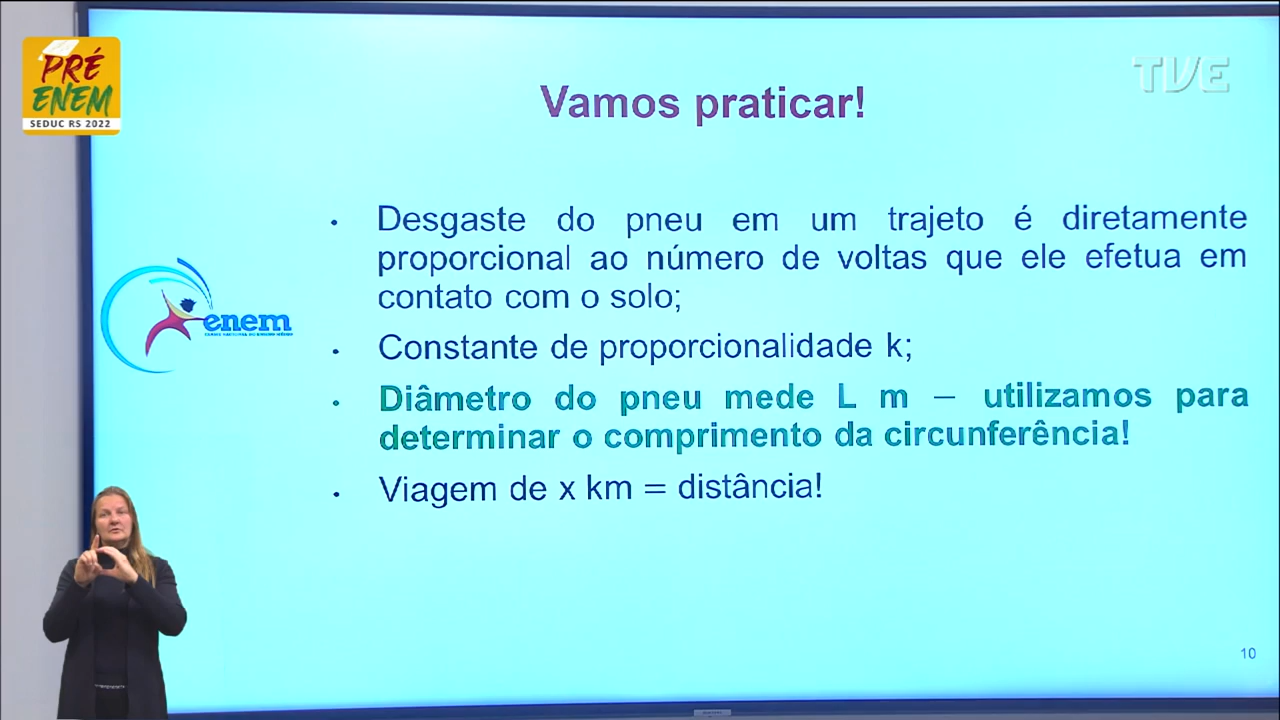 PRÉ
ENEM
SEDUC RS 2022
TVE
Vamos praticar!
• Desgaste do pneu em um trajeto é diretamente
proporcional ao número de voltas que ele efetua em
contato com o solo;
• Constante de proporcionalidade k;
• Diâmetro do pneu mede L m – utilizamos para
determinar o comprimento da circunferência!
• Viagem de x km = distância!
enem
10